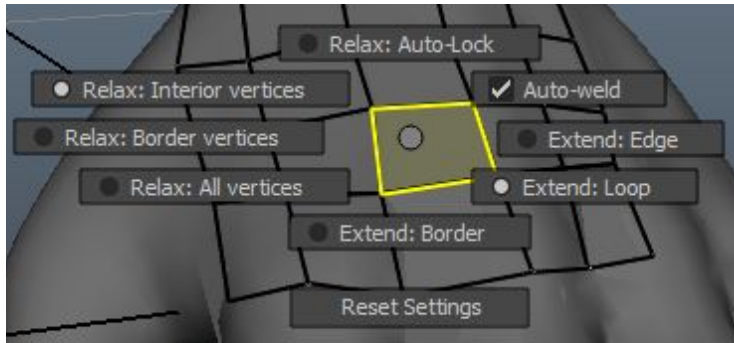 Relax: Auto-Lock
Relax: Interior vertices
Auto-weld
Relax: Border vertices
Extend: Edge
Relax: All vertices
Extend: Loop
Extend: Border
Reset Settings